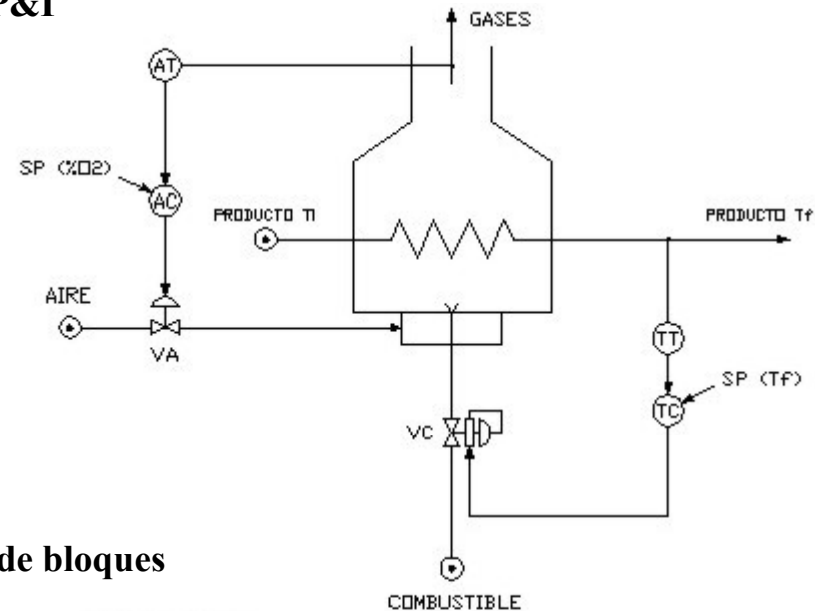 P&I
GASES
AT
SP (%O2)
AC
PRODUCTO Ti
PRODUCTO Tf
AIRE
VA
TT
SP (Tf)
TC
VC
de bloques
COMBUSTIBLE